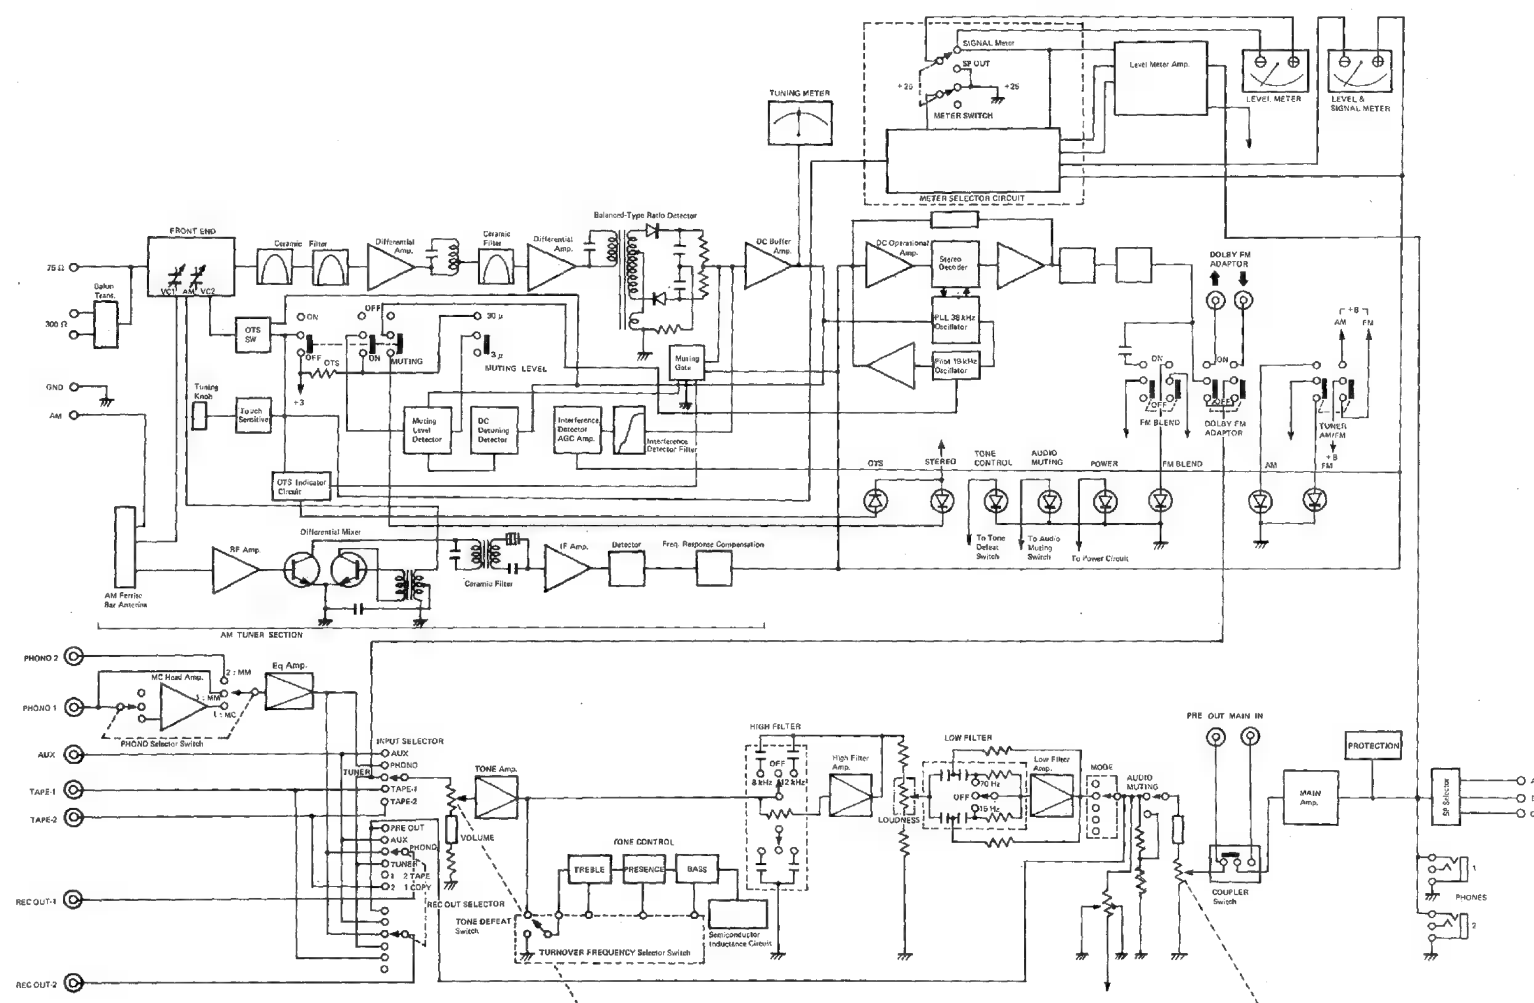 SIGNAL Meter
SP OUT
+25
+25
METER SWITCH
Level Meter Amp.
LEVEL METER
LEVEL &
SIGNAL METER
TUNING METER
METER SELECTOR CIRCUIT
Balanced-Type Ratio Detector
FRONT END
Ceramic Filter
Differential
Amp.
Ceramic
Filter
Differential
Amp.
DC Buffer
Amp.
DC Operational
Amp.
Stereo
Decoder
DOLBY FM
ADAPTOR
75 Ω
Balun
Trans.
300 Ω
VC1 AM VC2
OTS
SW
ON
OFF
OTS
+3
OFF
ON
MUTING
30 μ
3 μ
MUTING LEVEL
Muting
Gate
PLL 38 kHz
Oscillator
Pilot 19 kHz
Oscillator
+B
AM
FM
ON
OFF
FM BLEND
ON
OFF
DOLBY FM
ADAPTOR
TUNER
AM/FM
+B
FM
GND
AM
Tuning
Knob
Touch
Sensitive
Muting
Level
Detector
DC
Detuning
Detector
Interference
Detector
AGC Amp.
Interference
Detector Filter
OTS Indicator
Circuit
OTS
STEREO
TONE
CONTROL
AUDIO
MUTING
POWER
FM BLEND
AM
To Tone
Defeat
Switch
To Audio
Muting
Switch
To Power Circuit
Differential Mixer
RF Amp.
Ceramic Filter
IF Amp.
Detector
Freq. Response Compensation
AM Ferrite
Bar Antenna
AM TUNER SECTION
PHONO 2
MC Head Amp.
2 : MM
1 : MM
1 : MC
Eq Amp.
PHONO 1
PHONO Selector Switch
AUX
TAPE-1
TAPE-2
REC OUT-1
REC OUT-2
INPUT SELECTOR
AUX
PHONO
TUNER
TAPE-1
TAPE-2
PRE OUT
AUX
PHONO
TUNER
1 2 TAPE
2 1 COPY
REC OUT SELECTOR
VOLUME
TONE Amp.
TONE CONTROL
TREBLE
PRESENCE
BASS
TONE DEFEAT
Switch
Semiconductor
Inductance Circuit
TURNOVER FREQUENCY Selector Switch
HIGH FILTER
OFF
8 kHz
12 kHz
High Filter
Amp.
LOUDNESS
LOW FILTER
70 Hz
OFF
15 Hz
Low Filter
Amp.
MODE
AUDIO
MUTING
PRE OUT MAIN IN
COUPLER
Switch
MAIN
Amp.
PROTECTION
SP Selector
1
PHONES
2